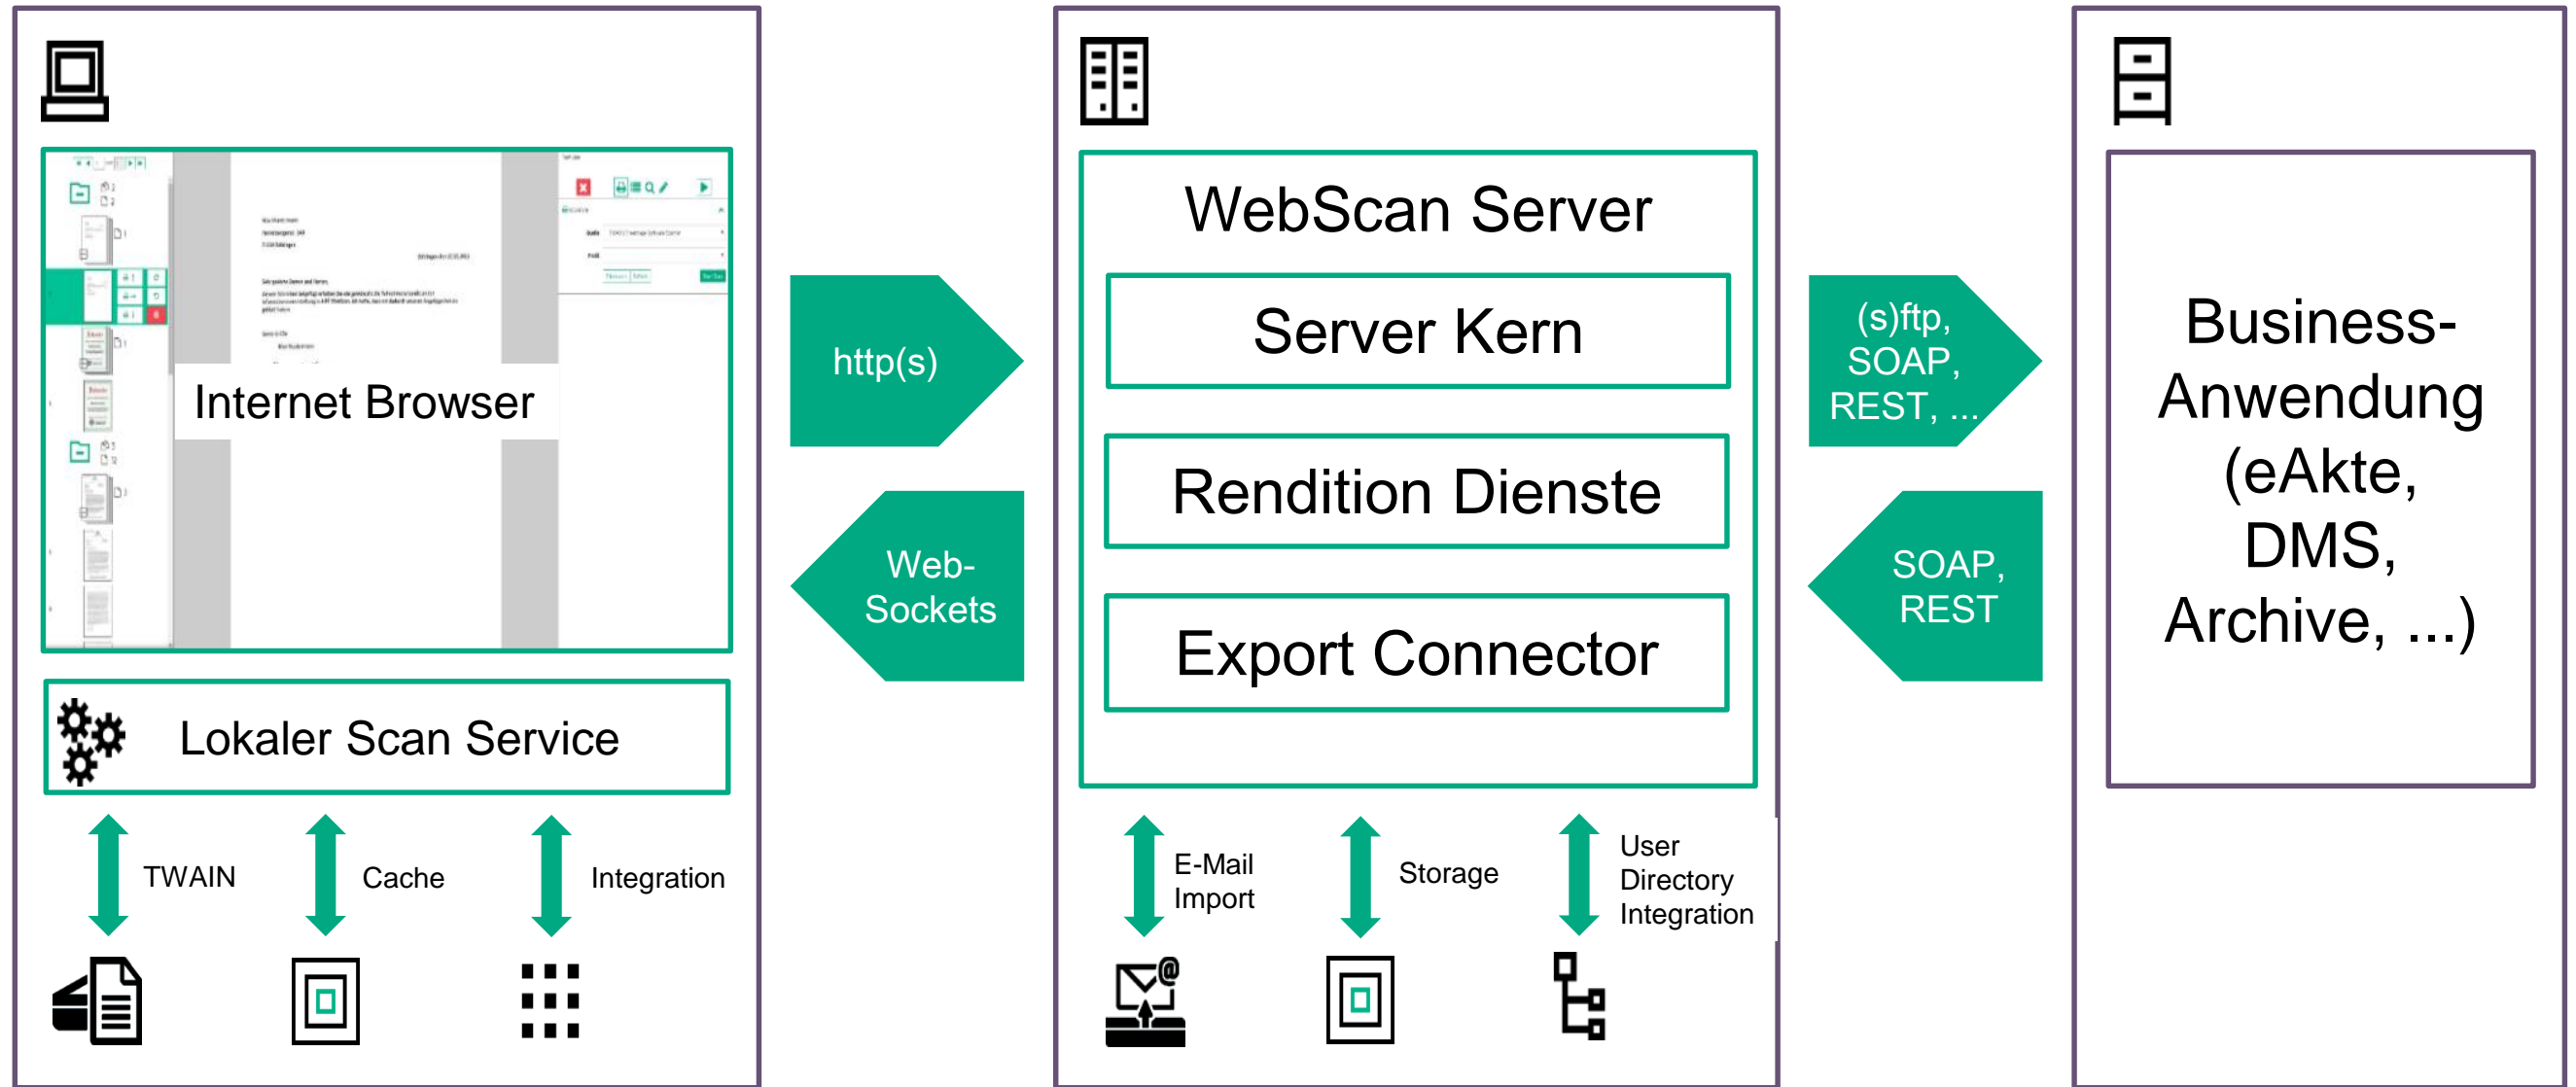 Internet Browser
Lokaler Scan Service
TWAIN
Cache
Integration
http(s)
Web-
Sockets
WebScan Server
Server Kern
Rendition Dienste
Export Connector
E-Mail
Import
Storage
User
Directory
Integration
(s)ftp,
SOAP,
REST, ...
SOAP,
REST
Business-
Anwendung
(eAkte,
DMS,
Archive, ...)